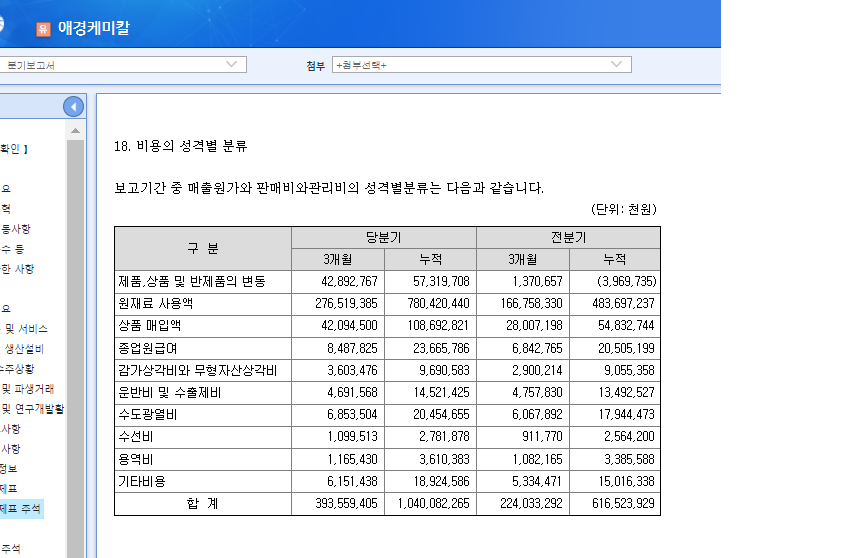 유 애경케미칼
분기보고서 첨부 +첨부선택+
확인 】
18. 비용의 성격별 분류
요
보고기간 중 매출원가와 판매비와관리비의 성격별분류는 다음과 같습니다.
혁
(단위: 천원)
동사항
수 등
한 사항
구 분 당분기 전분기
3개월 누적 3개월 누적
제품,상품 및 반제품의 변동 42,892,767 57,319,708 1,370,657 (3,969,735)
원재료 사용액 276,519,385 780,420,440 166,758,330 483,697,237
상품 매입액 42,094,500 108,692,821 28,007,198 54,832,744
종업원급여 8,487,825 23,665,786 6,842,765 20,505,199
감가상각비와 무형자산상각비 3,603,476 9,690,583 2,900,214 9,055,358
운반비 및 수출제비 4,691,568 14,521,425 4,757,830 13,492,527
수도광열비 6,853,504 20,454,655 6,067,892 17,944,473
수선비 1,099,513 2,781,878 911,770 2,564,200
용역비 1,165,430 3,610,383 1,082,165 3,385,588
기타비용 6,151,438 18,924,586 5,334,471 15,016,338
합 계 393,559,405 1,040,082,265 224,033,292 616,523,929
요
및 서비스
생산설비
수주상황
및 파생거래
및 연구개발활
사항
사항
정보
제표
제표 주석
주석